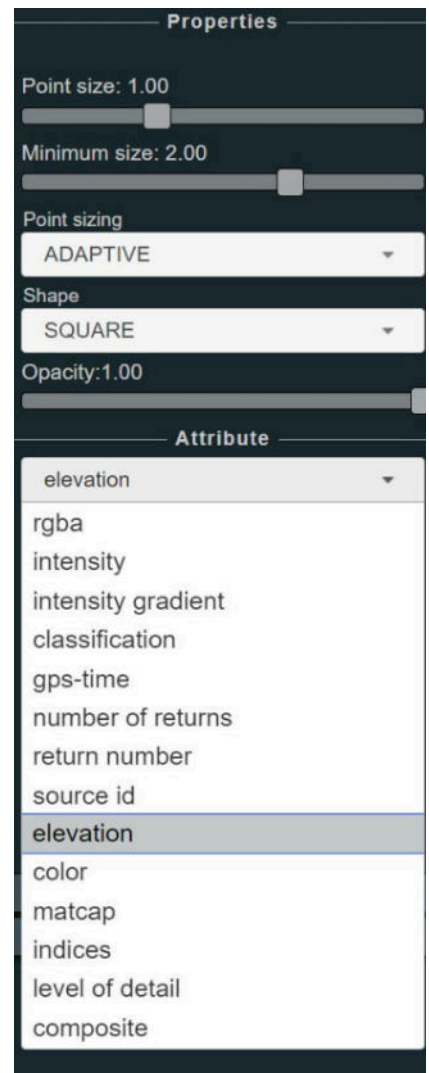 Properties
Point size: 1.00
Minimum size: 2.00
Point sizing
ADAPTIVE
Shape
SQUARE
Opacity:1.00
Attribute
elevation
rgba
intensity
intensity gradient
classification
gps-time
number of returns
return number
source id
elevation
color
matcap
indices
level of detail
composite